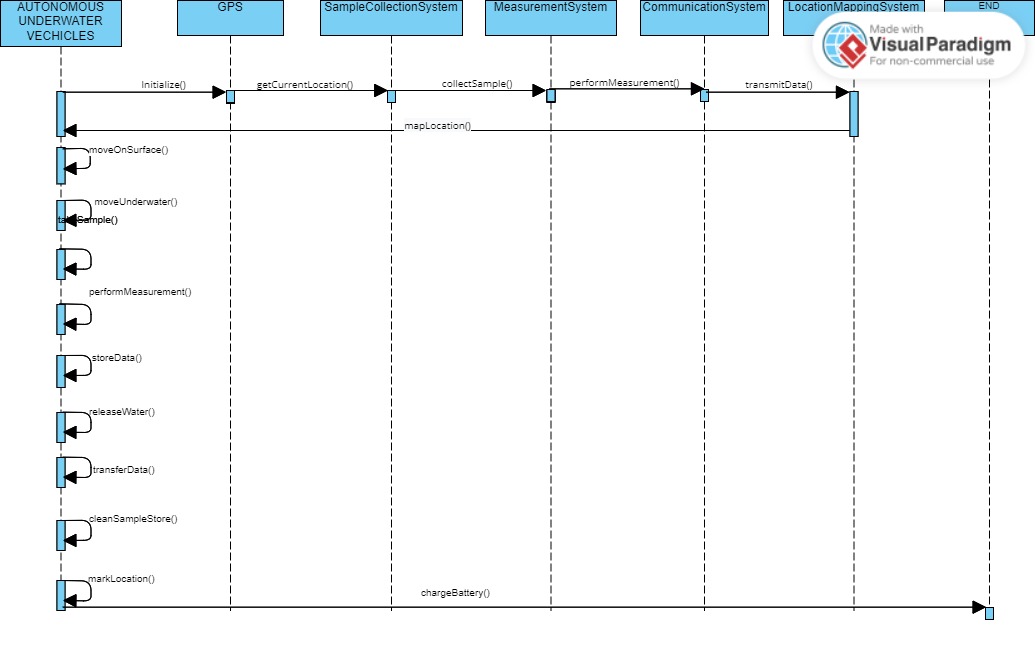 AUTONOMOUS
UNDERWATER
VECHICLES
GPS
SampleCollectionSystem
MeasurementSystem
CommunicationSystem
LocationMappingSystem
END
Made with
Visual Paradigm
For non-commercial use
Initialize()
getCurrentLocation()
collectSample()
performMeasurement()
transmitData()
mapLocation()
moveOnSurface()
moveUnderwater()
takeSample()
performMeasurement()
storeData()
releaseWater()
transferData()
cleanSampleStore()
markLocation()
chargeBattery()